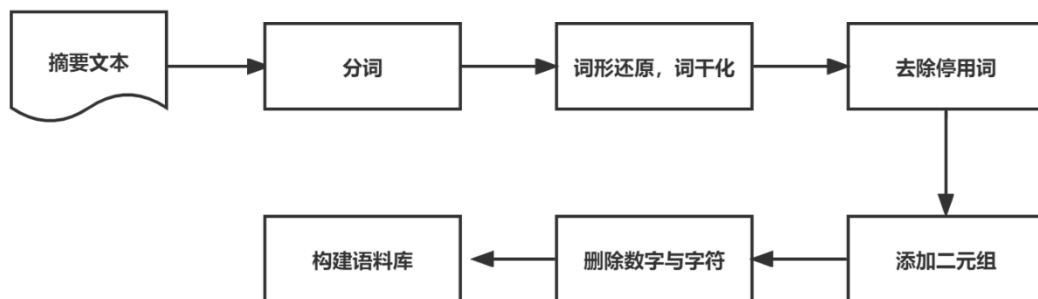 摘要文本
分词
词形还原，词干化
去除停用词
添加二元组
删除数字与字符
构建语料库